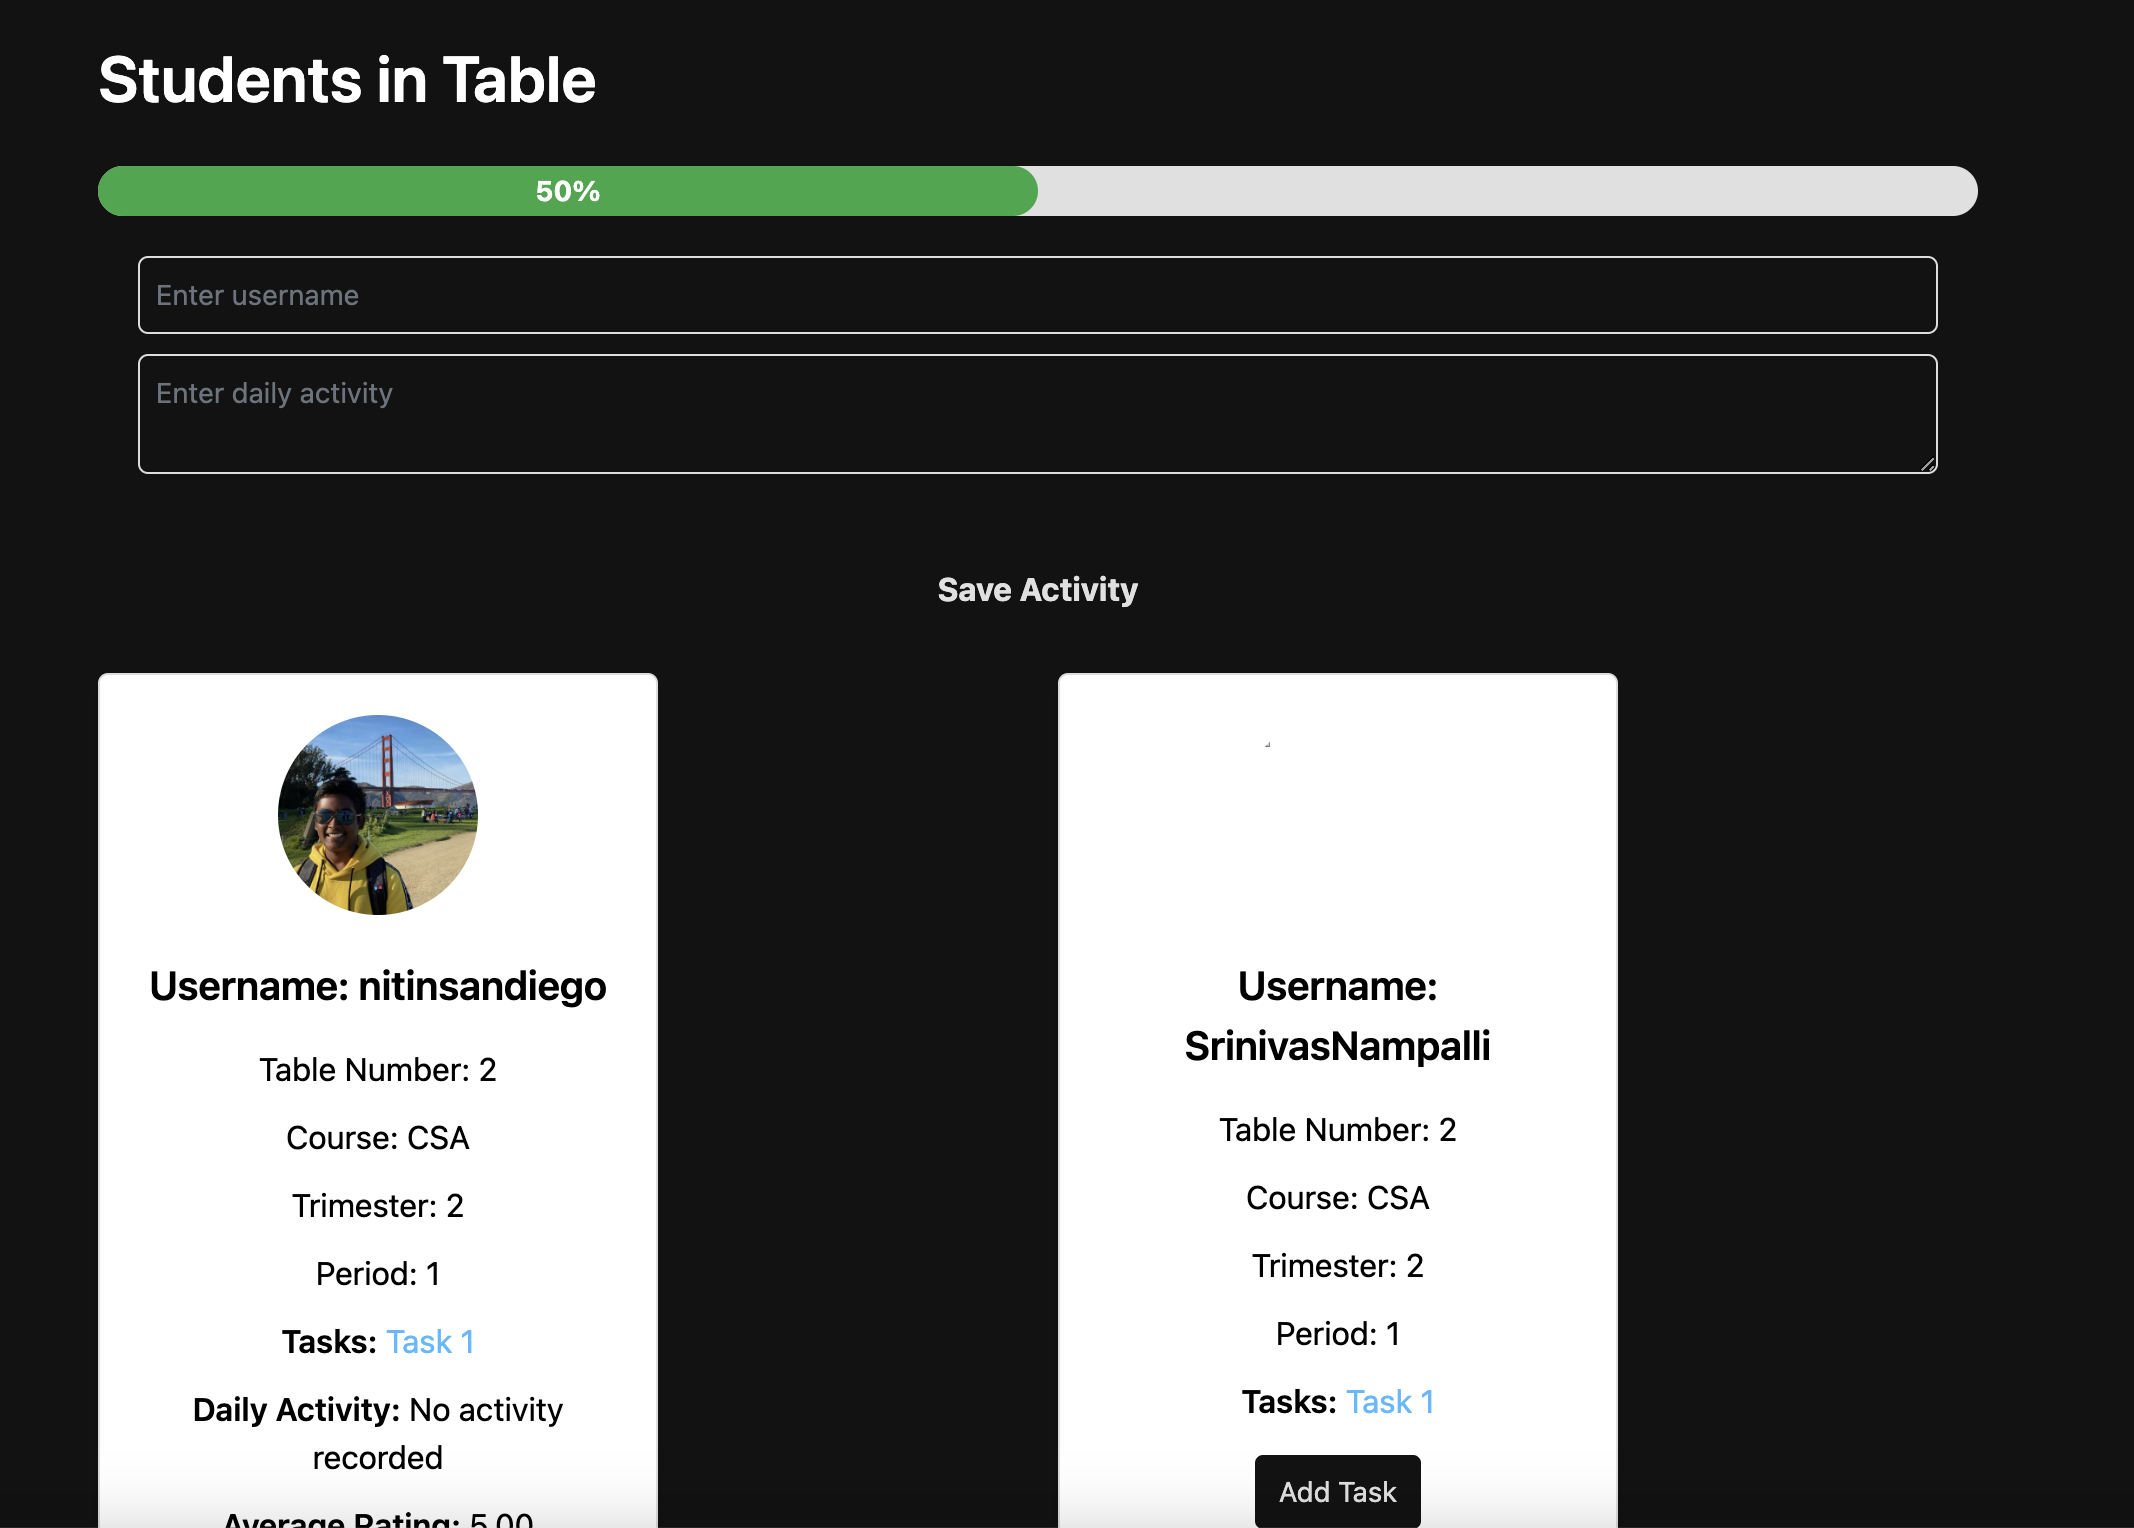 Students in Table
50%
Enter username
Enter daily activity
Save Activity
Username: nitinsandiego
Table Number: 2
Course: CSA
Trimester: 2
Period: 1
Tasks: Task 1
Daily Activity: No activity
recorded
Average Rating: 5.00
Username:
SrinivasNampalli
Table Number: 2
Course: CSA
Trimester: 2
Period: 1
Tasks: Task 1
Add Task